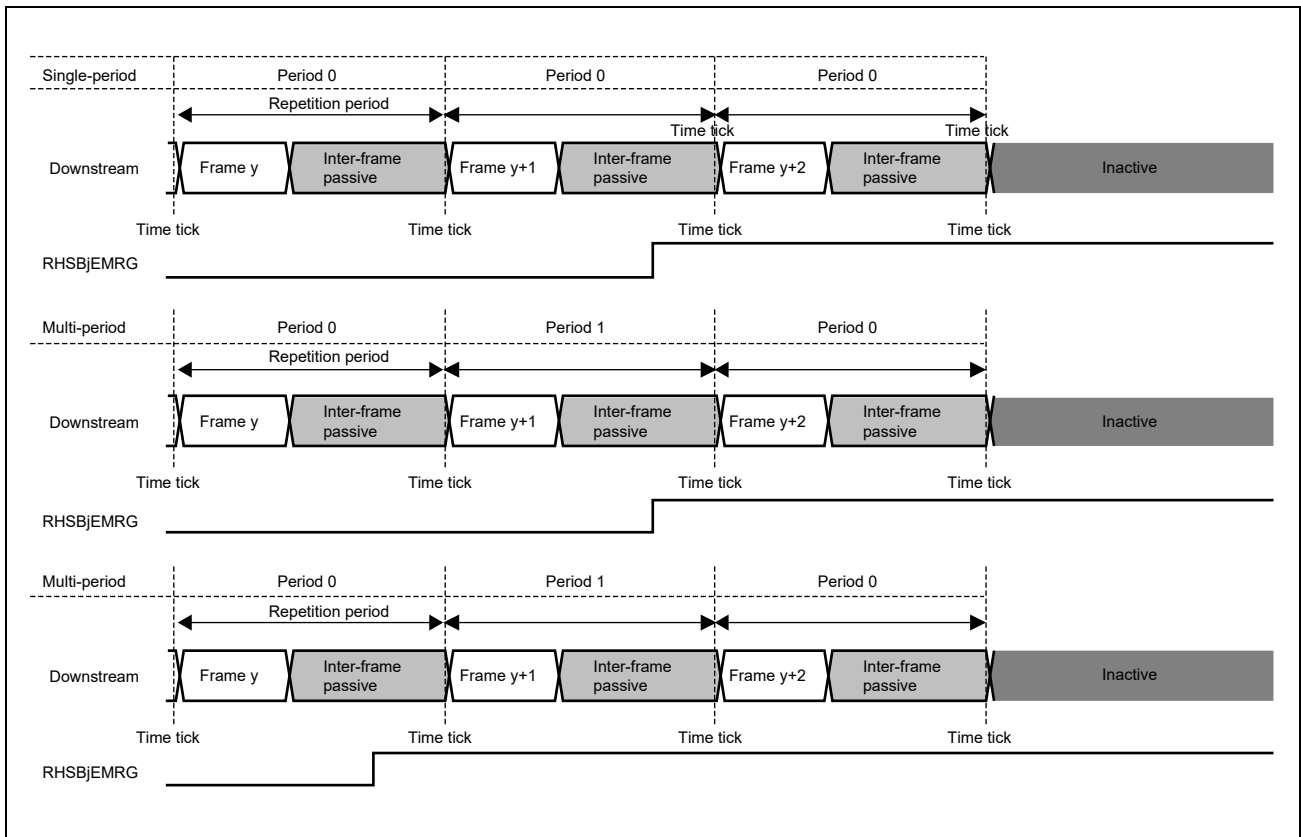 Single-period Period 0 Period 0 Period 0
Repetition period
Time tick Time tick
Downstream Frame y Inter-frame passive Frame y+1 Inter-frame passive Frame y+2 Inter-frame passive Inactive
Time tick Time tick Time tick Time tick
RHSBjEMRG
Multi-period Period 0 Period 1 Period 0
Repetition period
Downstream Frame y Inter-frame passive Frame y+1 Inter-frame passive Frame y+2 Inter-frame passive Inactive
Time tick Time tick Time tick Time tick
RHSBjEMRG
Multi-period Period 0 Period 1 Period 0
Repetition period
Downstream Frame y Inter-frame passive Frame y+1 Inter-frame passive Frame y+2 Inter-frame passive Inactive
Time tick Time tick Time tick Time tick
RHSBjEMRG